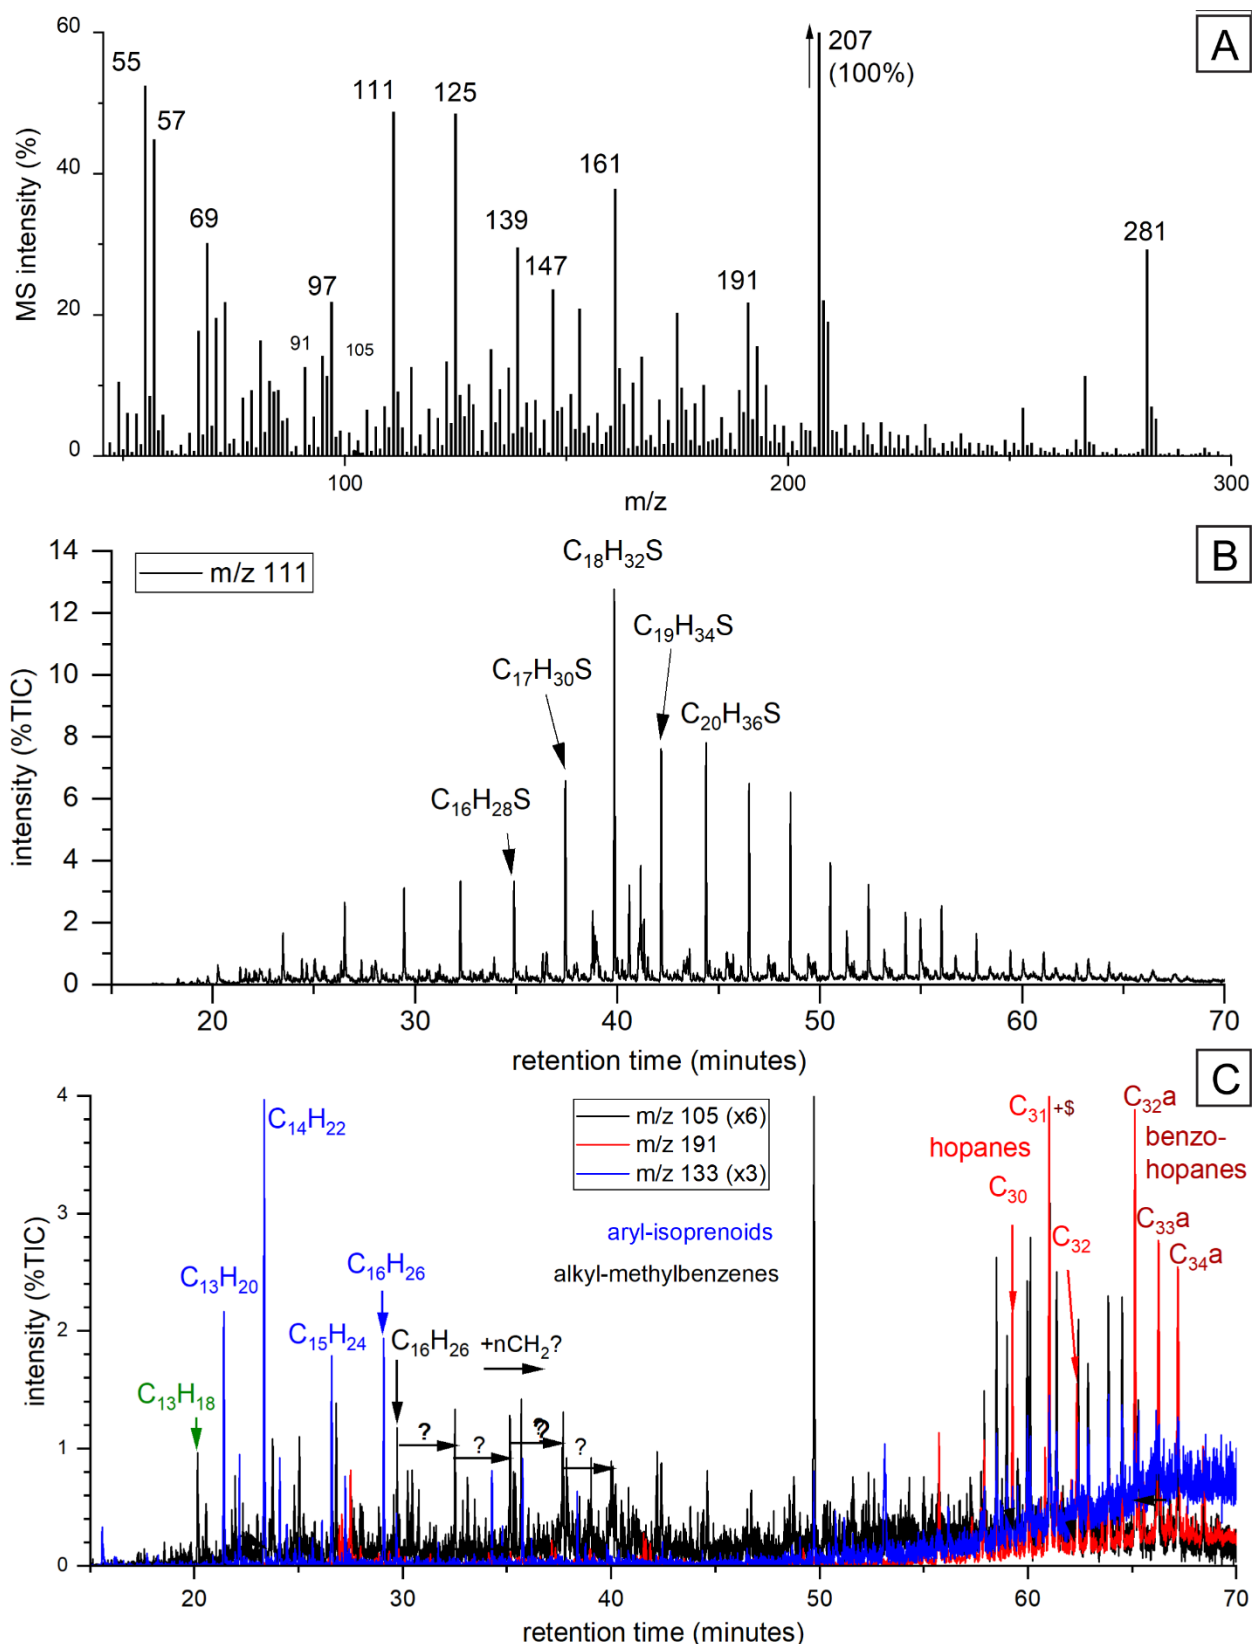 A
60
40
20
0
MS intensity (%)
55
57
69
91
97
105
111
125
139
147
161
191
207
(100%)
281
100
200
300
m/z
B
m/z 111
14
12
10
8
6
4
2
0
intensity (%TIC)
C₁₆H₂₈S
C₁₇H₃₀S
C₁₈H₃₂S
C₁₉H₃₄S
C₂₀H₃₆S
20
30
40
50
60
70
retention time (minutes)
C
m/z 105 (x6)
m/z 191
m/z 133 (x3)
aryl-isoprenoids
alkyl-methylbenzenes
4
3
2
1
0
intensity (%TIC)
C₁₃H₁₈
C₁₃H₂₀
C₁₄H₂₂
C₁₅H₂₄
C₁₆H₂₆
C₁₆H₂₆
+nCH₂?
?
?
?
?
?
hopanes
C₃₀
C₃₁ +$
C₃₂
C₃₂a
benzo-
hopanes
C₃₃a
C₃₄a
20
30
40
50
60
70
retention time (minutes)